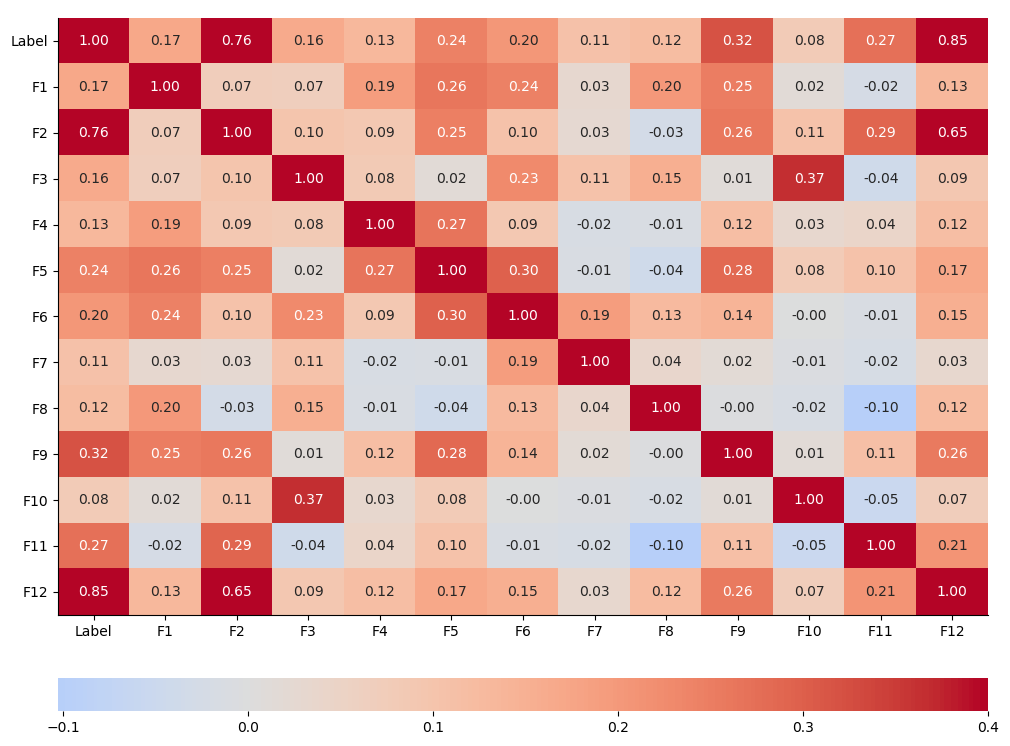 Label 1.00 0.17 0.76 0.16 0.13 0.24 0.20 0.11 0.12 0.32 0.08 0.27 0.85
F1 0.17 1.00 0.07 0.07 0.19 0.26 0.24 0.03 0.20 0.25 0.02 -0.02 0.13
F2 0.76 0.07 1.00 0.10 0.09 0.25 0.10 0.03 -0.03 0.26 0.11 0.29 0.65
F3 0.16 0.07 0.10 1.00 0.08 0.02 0.23 0.11 0.15 0.01 0.37 -0.04 0.09
F4 0.13 0.19 0.09 0.08 1.00 0.27 0.09 -0.02 -0.01 0.12 0.03 0.04 0.12
F5 0.24 0.26 0.25 0.02 0.27 1.00 0.30 -0.01 -0.04 0.28 0.08 0.10 0.17
F6 0.20 0.24 0.10 0.23 0.09 0.30 1.00 0.19 0.13 0.14 -0.00 -0.01 0.15
F7 0.11 0.03 0.03 0.11 -0.02 -0.01 0.19 1.00 0.04 0.02 -0.01 -0.02 0.03
F8 0.12 0.20 -0.03 0.15 -0.01 -0.04 0.13 0.04 1.00 -0.00 -0.02 -0.10 0.12
F9 0.32 0.25 0.26 0.01 0.12 0.28 0.14 0.02 -0.00 1.00 0.01 0.11 0.26
F10 0.08 0.02 0.11 0.37 0.03 0.08 -0.00 -0.01 -0.02 0.01 1.00 -0.05 0.07
F11 0.27 -0.02 0.29 -0.04 0.04 0.10 -0.01 -0.02 -0.10 0.11 -0.05 1.00 0.21
F12 0.85 0.13 0.65 0.09 0.12 0.17 0.15 0.03 0.12 0.26 0.07 0.21 1.00
Label F1 F2 F3 F4 F5 F6 F7 F8 F9 F10 F11 F12
−0.1 0.0 0.1 0.2 0.3 0.4